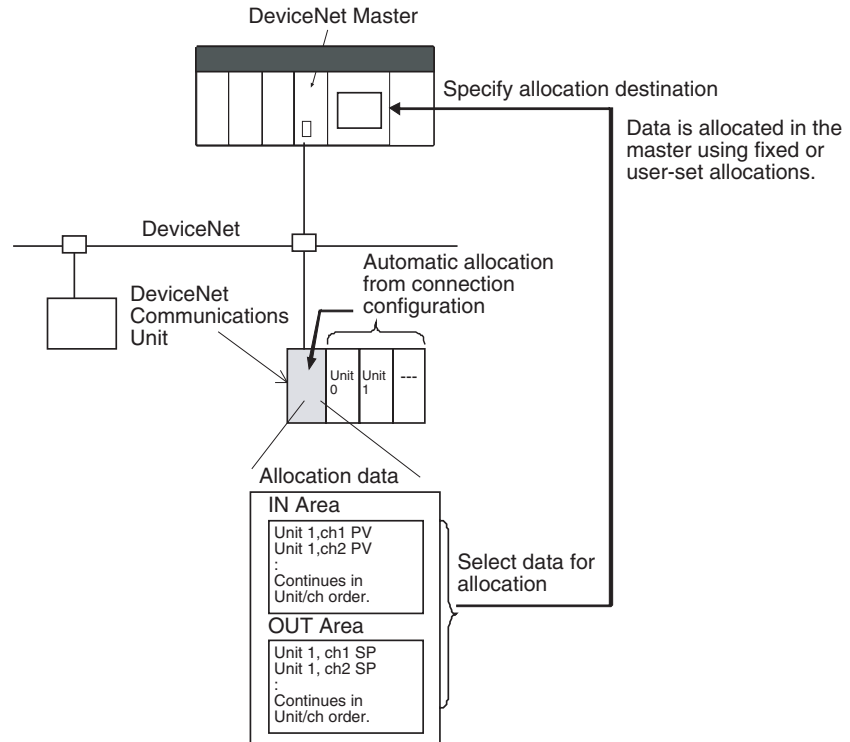 DeviceNet Master
Specify allocation destination
Data is allocated in the
master using fixed or
user-set allocations.
DeviceNet
Automatic allocation
from connection
configuration
DeviceNet
Communications
Unit
Unit
0
Unit
1
---
Allocation data
IN Area
Unit 1,ch1 PV
Unit 1,ch2 PV
:
Continues in
Unit/ch order.
Select data for
allocation
OUT Area
Unit 1, ch1 SP
Unit 1, ch2 SP
:
Continues in
Unit/ch order.